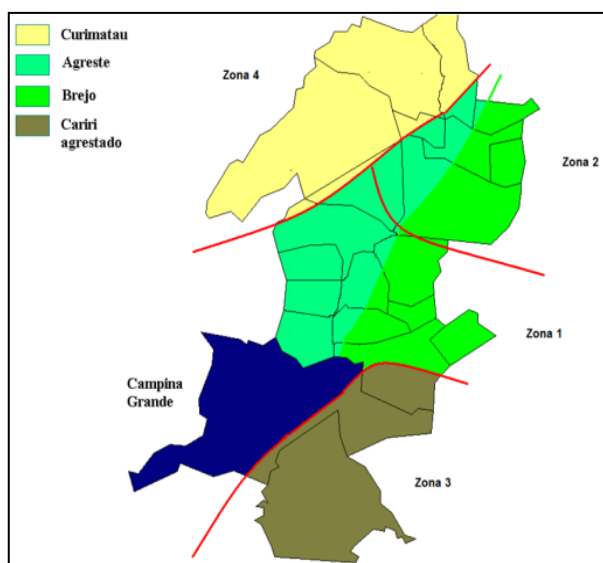 Curimatau
Agreste
Brejo
Cariri
agrestado
Zona 4
Zona 2
Zona 1
Campina
Grande
Zona 3